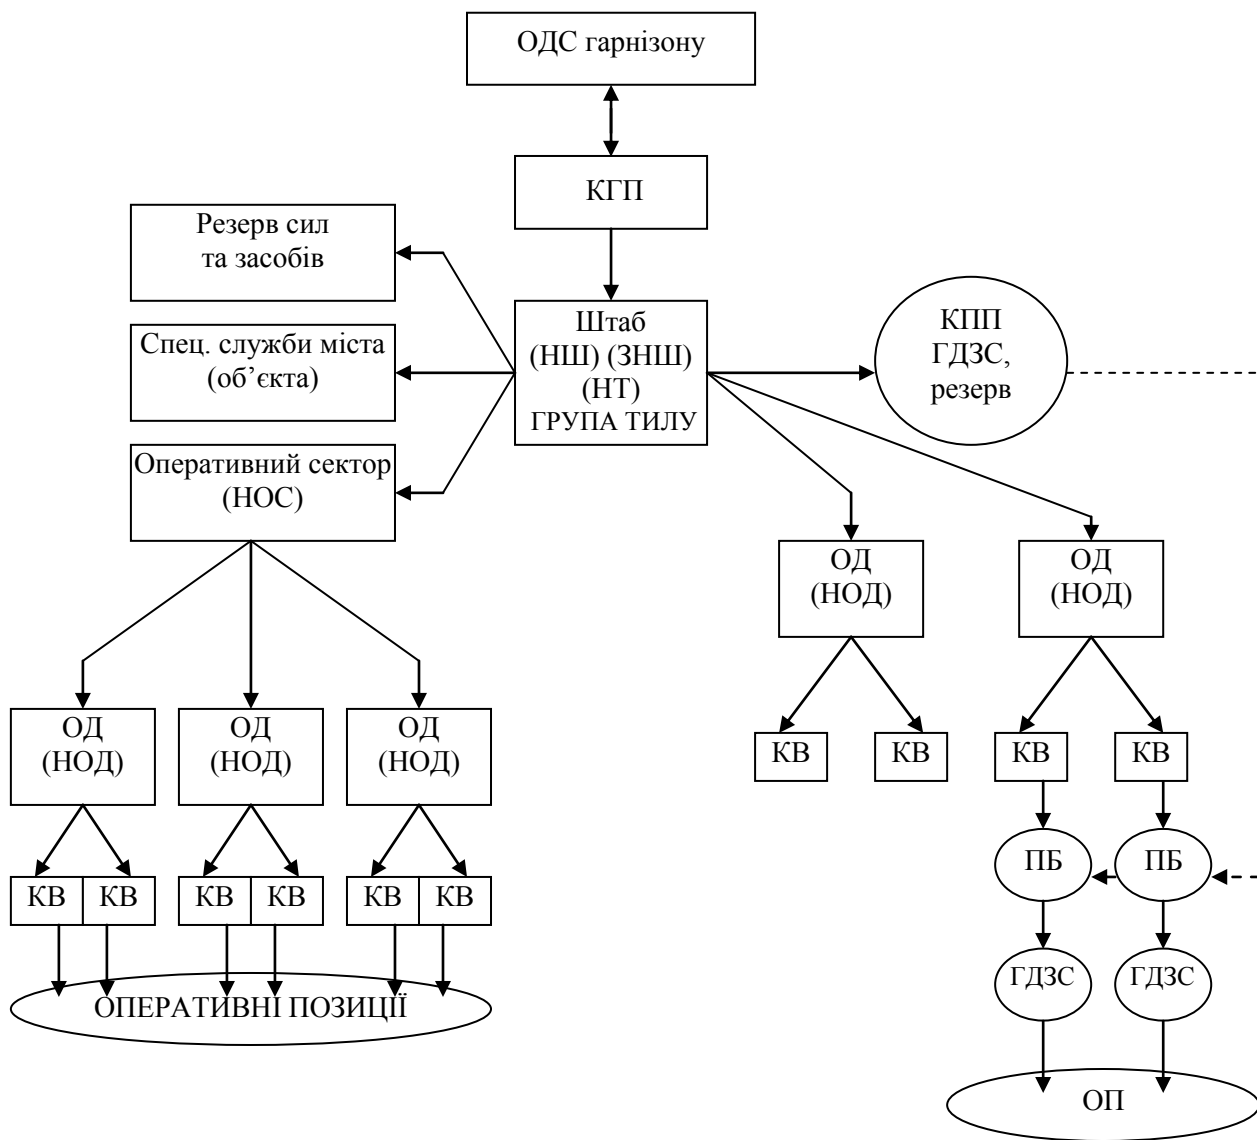 ОДС гарнізону
КГП
Резерв сил
та засобів
Спец. служби міста
(об’єкта)
Оперативний сектор
(НОС)
Штаб
(НШ) (ЗНШ)
(НТ)
ГРУПА ТИЛУ
КПП
ГДЗС,
резерв
ОД
(НОД)
ОД
(НОД)
ОД
(НОД)
ОД
(НОД)
ОД
(НОД)
КВ
КВ
КВ
КВ
КВ
КВ
КВ
КВ
КВ
КВ
ПБ
ПБ
ГДЗС
ГДЗС
ОПЕРАТИВНІ ПОЗИЦІЇ
ОП